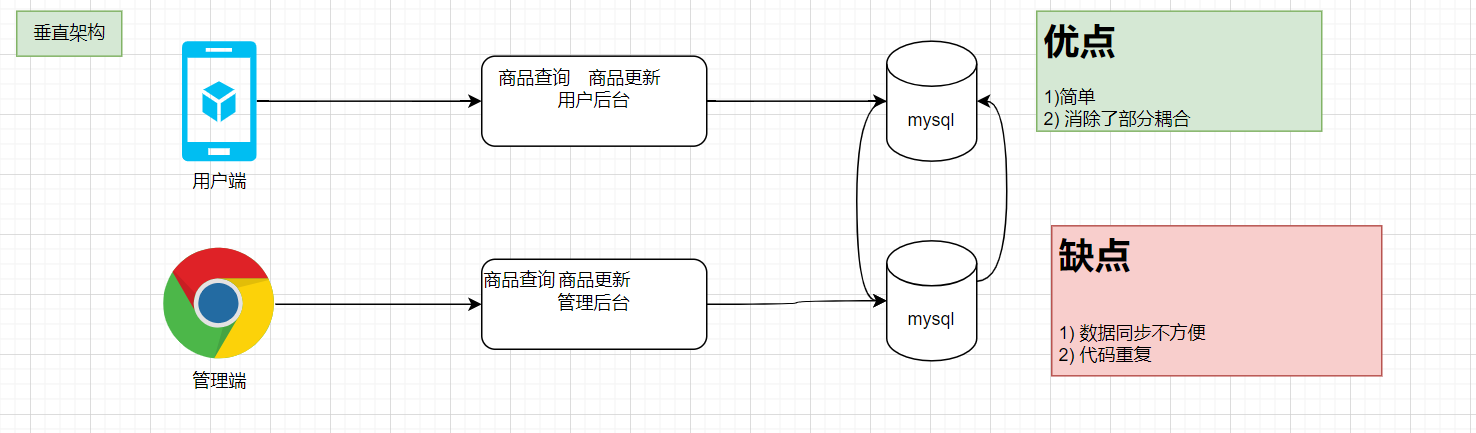 垂直架构
商品查询 商品更新
用户后台
mysql
用户端
优点
1)简单
2) 消除了部分耦合
商品查询 商品更新
管理后台
mysql
管理端
缺点
1) 数据同步不方便
2) 代码重复